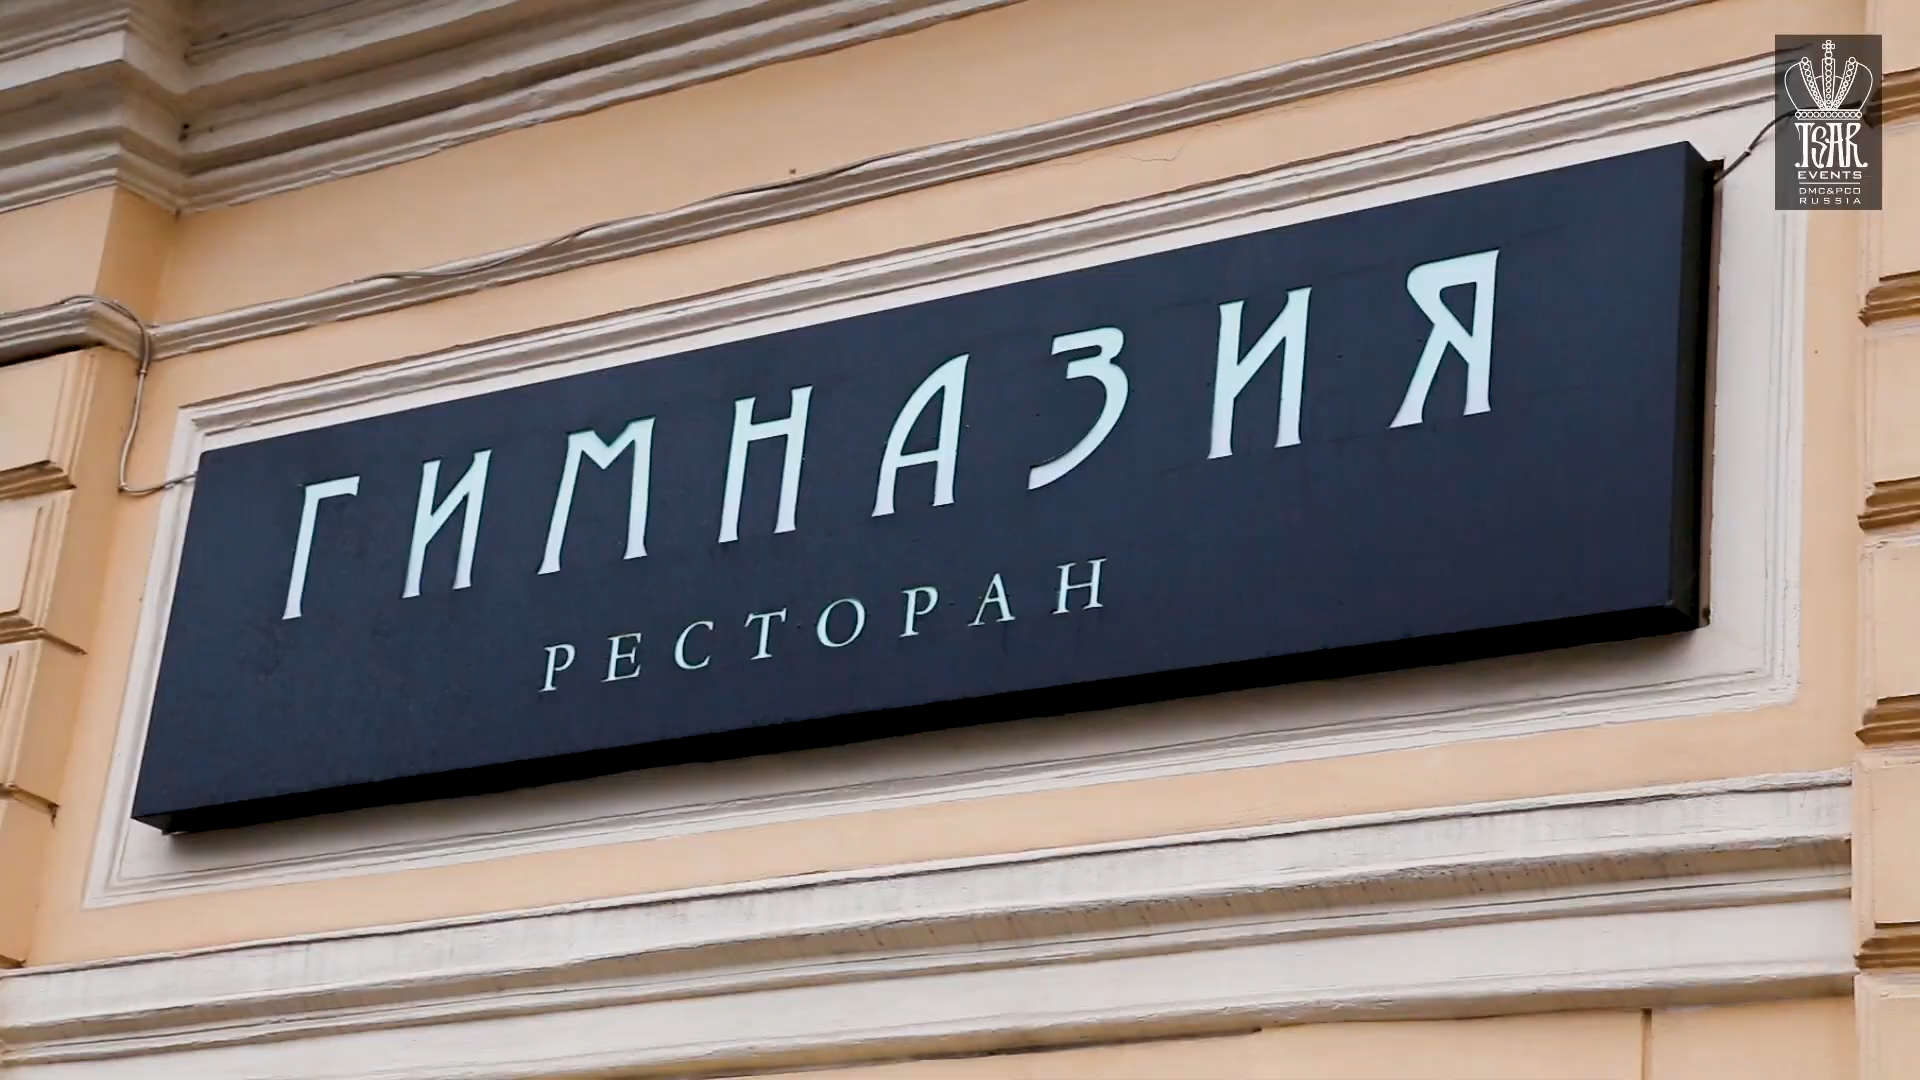 ГИМНАЗИЯ
РЕСТОРАН
TSAR
EVENTS
DMC&PCO
RUSSIA